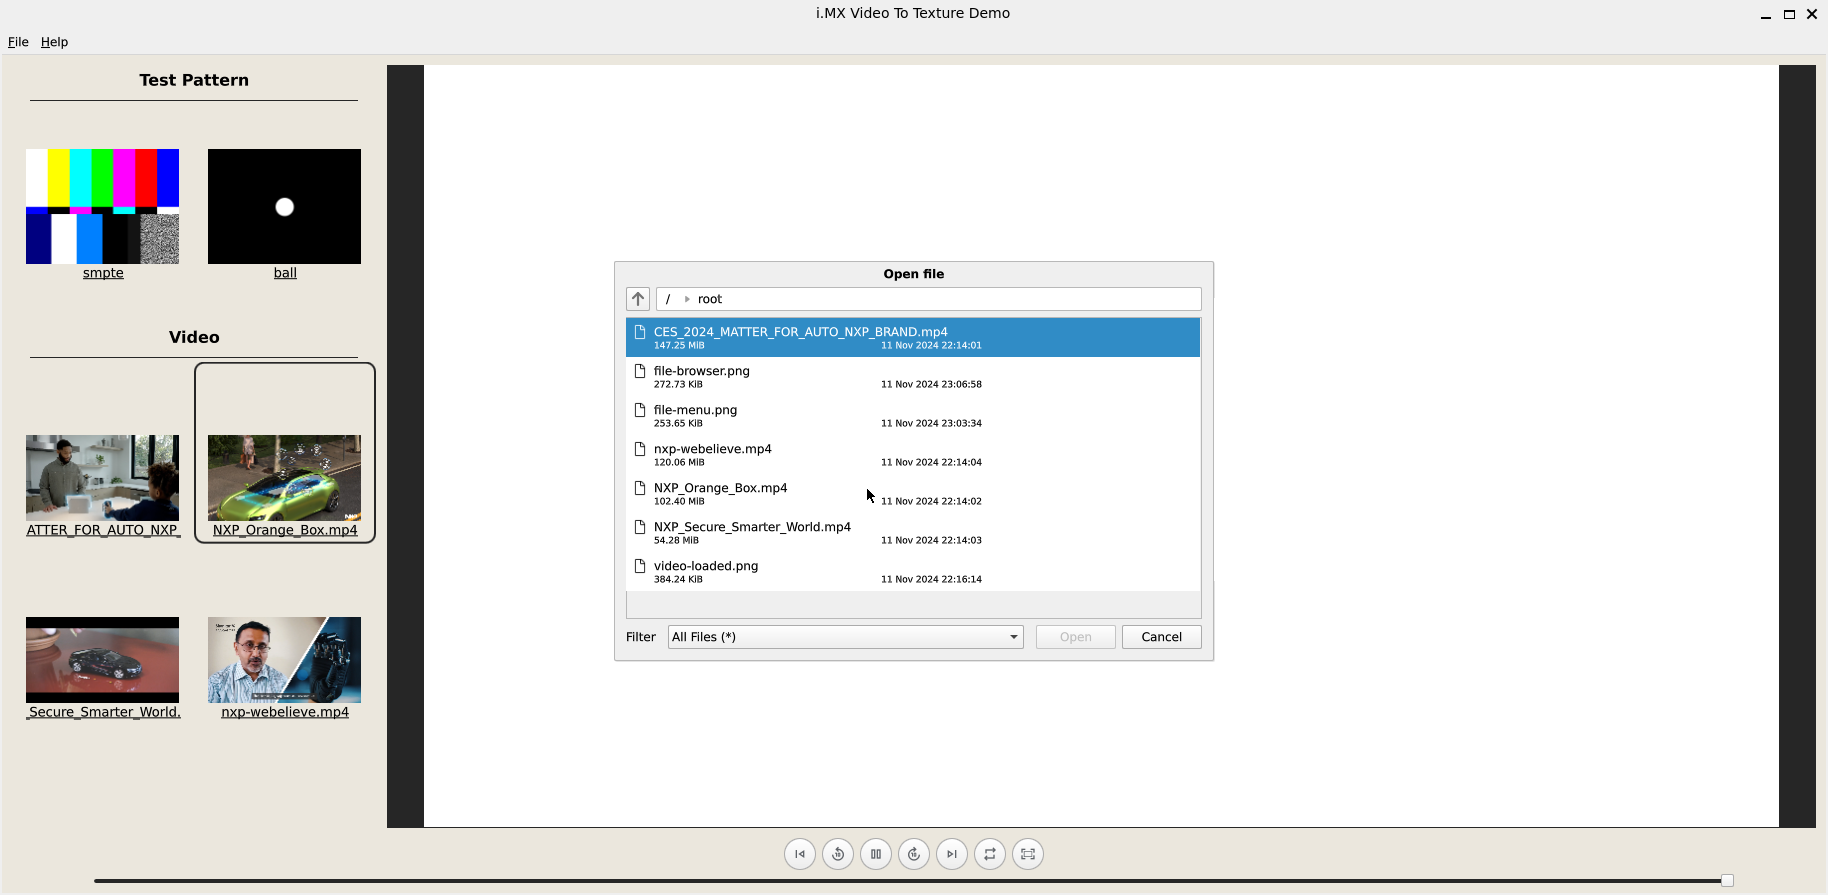 i.MX Video To Texture Demo
File Help
Test Pattern
smpte
ball
Video
ATTER_FOR_AUTO_NXP_
NXP_Orange_Box.mp4
_Secure_Smarter_World.
nxp-webelieve.mp4
Open file
/ root
CES_2024_MATTER_FOR_AUTO_NXP_BRAND.mp4
147.25 MiB 11 Nov 2024 22:14:01
file-browser.png
272.73 KiB 11 Nov 2024 23:06:58
file-menu.png
253.65 KiB 11 Nov 2024 23:03:34
nxp-webelieve.mp4
120.06 MiB 11 Nov 2024 22:14:04
NXP_Orange_Box.mp4
102.40 MiB 11 Nov 2024 22:14:02
NXP_Secure_Smarter_World.mp4
54.28 MiB 11 Nov 2024 22:14:03
video-loaded.png
384.24 KiB 11 Nov 2024 22:16:14
Filter All Files (*) Open Cancel